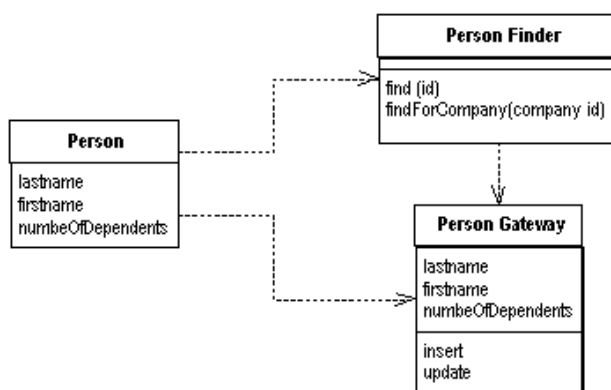 Person Finder
find (id)
findForCompany(company id)
Person
lastname
firstname
numbeOfDependents
Person Gateway
lastname
firstname
numbeOfDependents
insert
update